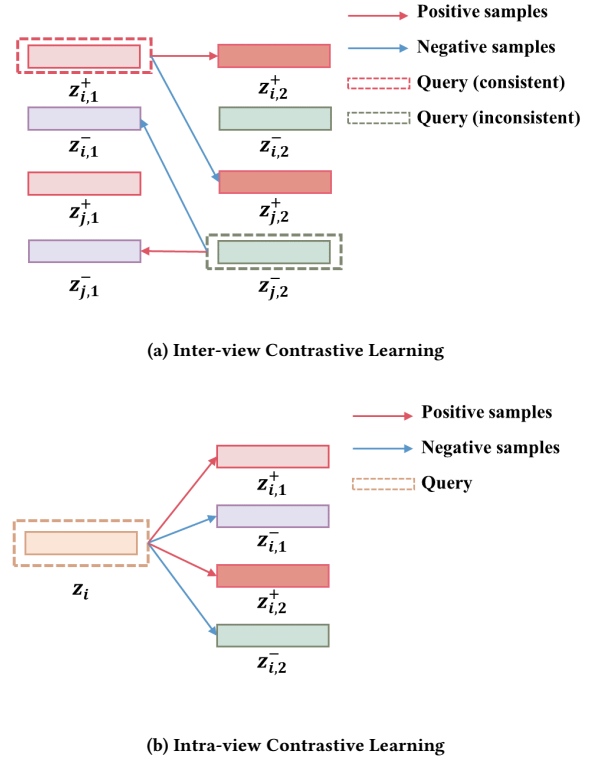 Positive samples
Negative samples
Query (consistent)
Query (inconsistent)
z⁺ᵢ,₁ z⁺ᵢ,₂
z⁻ᵢ,₁ z⁻ᵢ,₂
z⁺ⱼ,₁ z⁺ⱼ,₂
z⁻ⱼ,₁ z⁻ⱼ,₂
(a) Inter-view Contrastive Learning
Positive samples
Negative samples
Query
z⁺ᵢ,₁
z⁻ᵢ,₁
zᵢ
z⁺ᵢ,₂
z⁻ᵢ,₂
(b) Intra-view Contrastive Learning